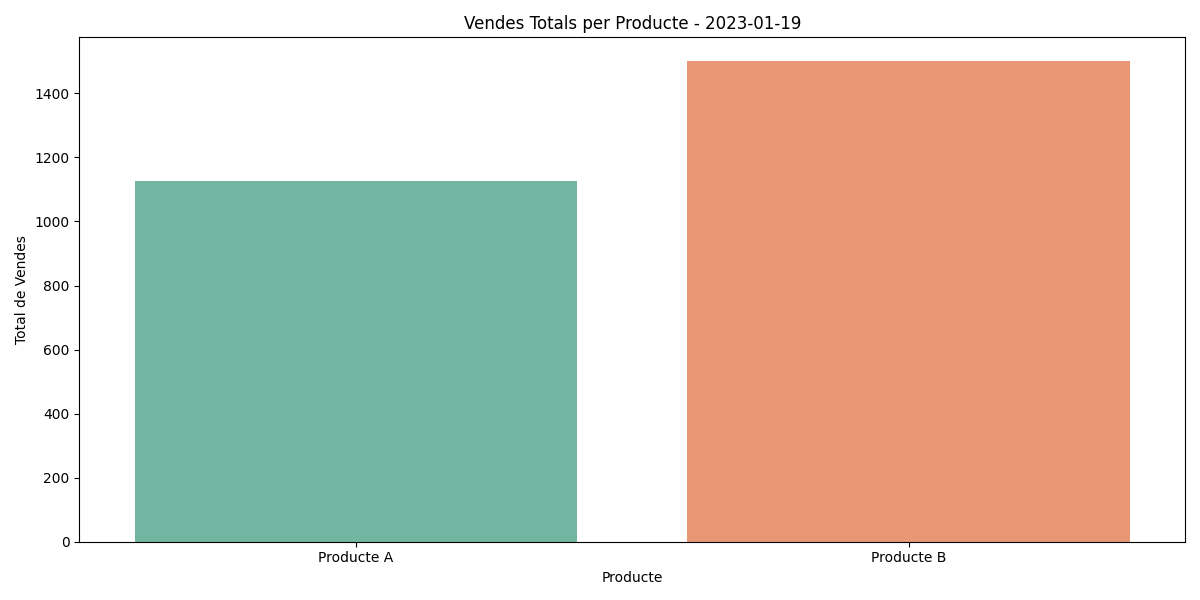 Vendes Totals per Producte - 2023-01-19
Total de Vendes
1400
1200
1000
800
600
400
200
0
Producte A
Producte B
Producte